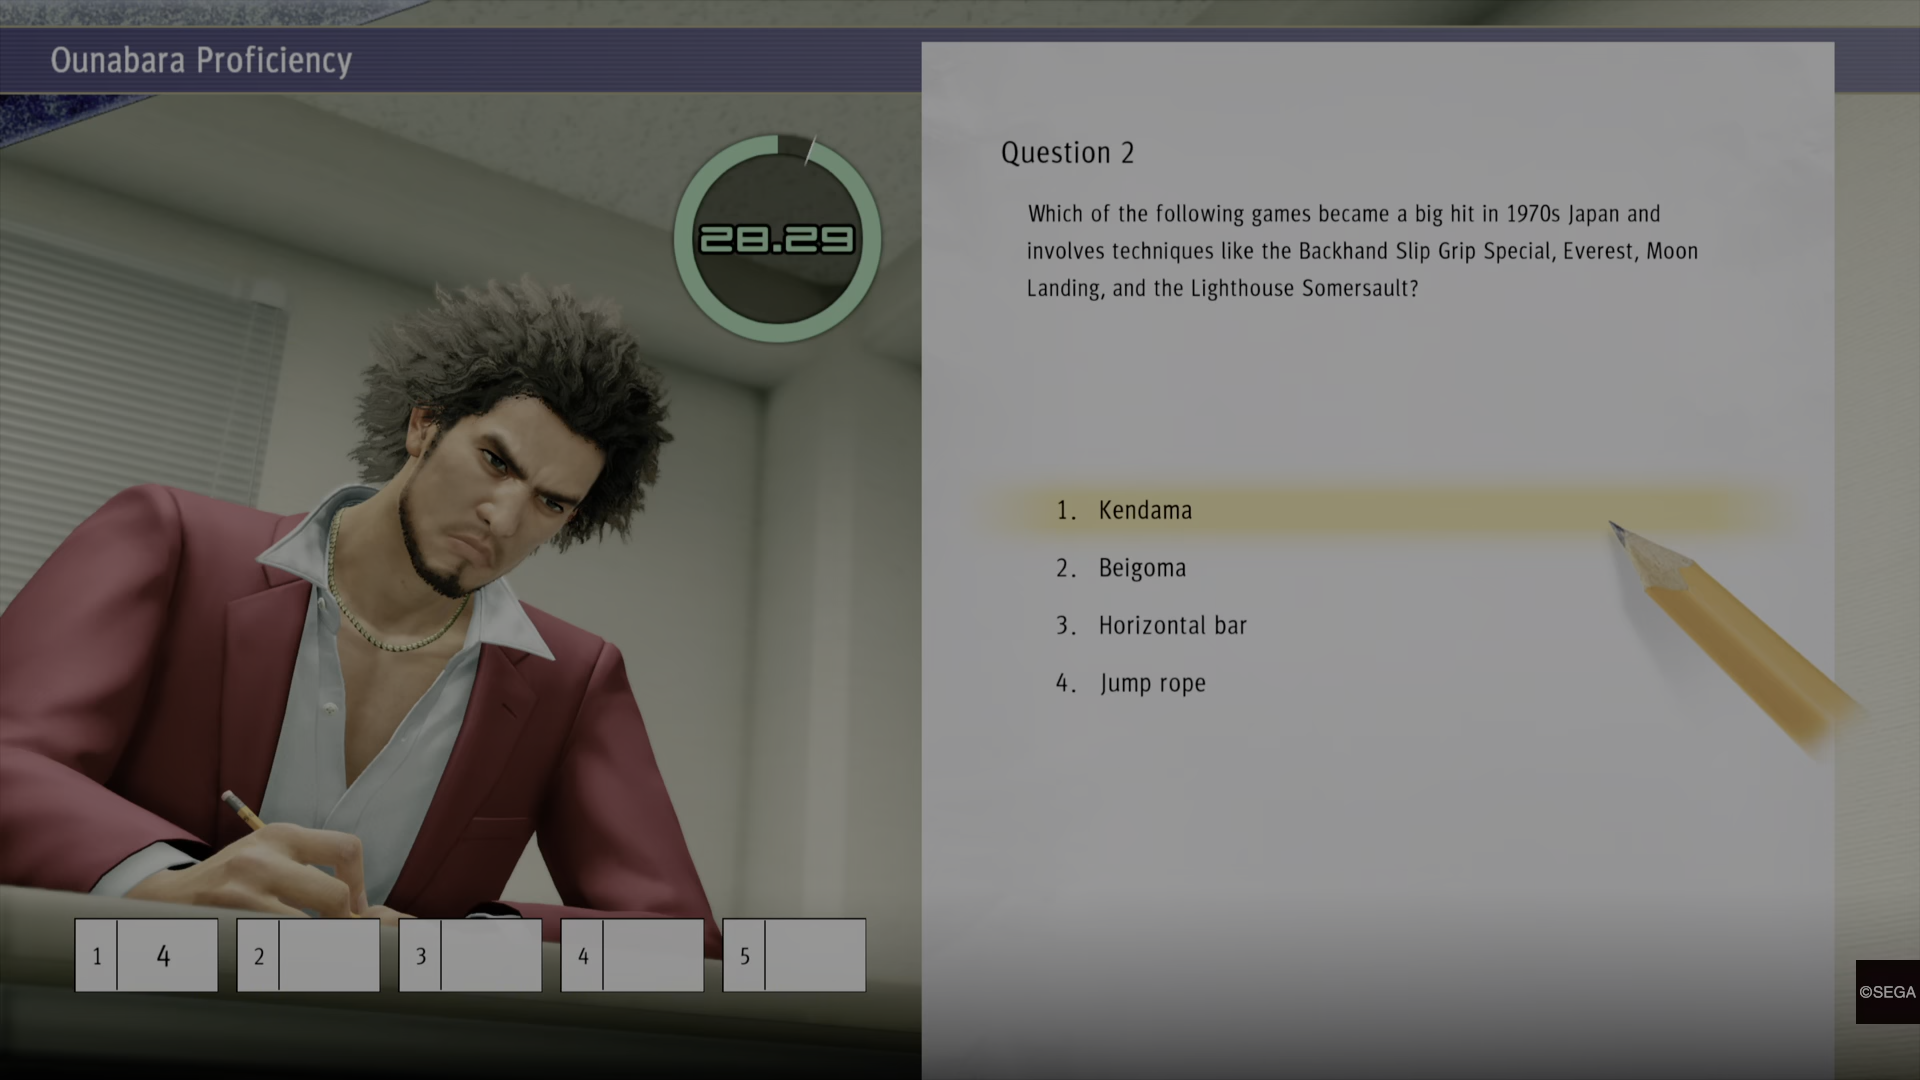 Ounabara Proficiency
28.29
Question 2
Which of the following games became a big hit in 1970s Japan and
involves techniques like the Backhand Slip Grip Special, Everest, Moon
Landing, and the Lighthouse Somersault?
1. Kendama
2. Beigoma
3. Horizontal bar
4. Jump rope
1 4 2 3 4 5
©SEGA